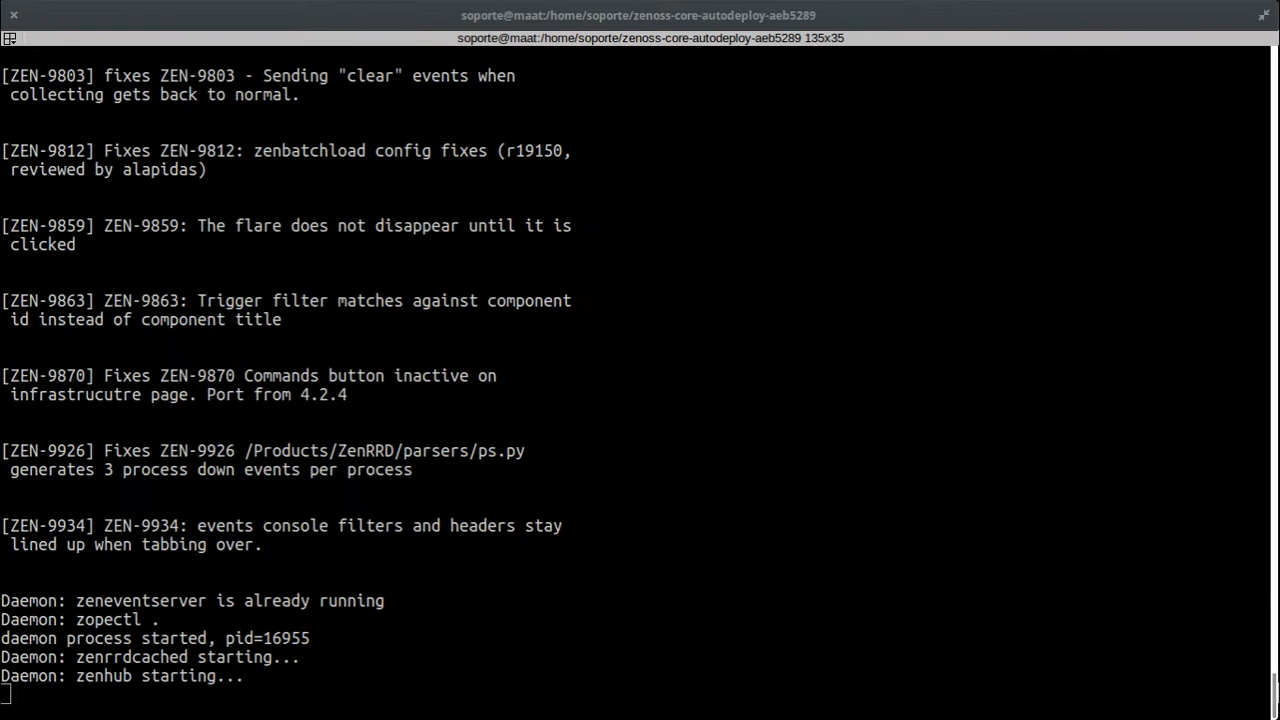 soporte@maat:/home/soporte/zenoss-core-autodeploy-aeb5289
soporte@maat:/home/soporte/zenoss-core-autodeploy-aeb5289 135x35
[ZEN-9803] fixes ZEN-9803 - Sending "clear" events when
collecting gets back to normal.
[ZEN-9812] Fixes ZEN-9812: zenbatchload config fixes (r19150,
reviewed by alapidas)
[ZEN-9859] ZEN-9859: The flare does not disappear until it is
clicked
[ZEN-9863] ZEN-9863: Trigger filter matches against component
id instead of component title
[ZEN-9870] Fixes ZEN-9870 Commands button inactive on
infrastrucutre page. Port from 4.2.4
[ZEN-9926] Fixes ZEN-9926 /Products/ZenRRD/parsers/ps.py
generates 3 process down events per process
[ZEN-9934] ZEN-9934: events console filters and headers stay
lined up when tabbing over.
Daemon: zeneventserver is already running
Daemon: zopectl .
daemon process started, pid=16955
Daemon: zenrrdcached starting...
Daemon: zenhub starting...